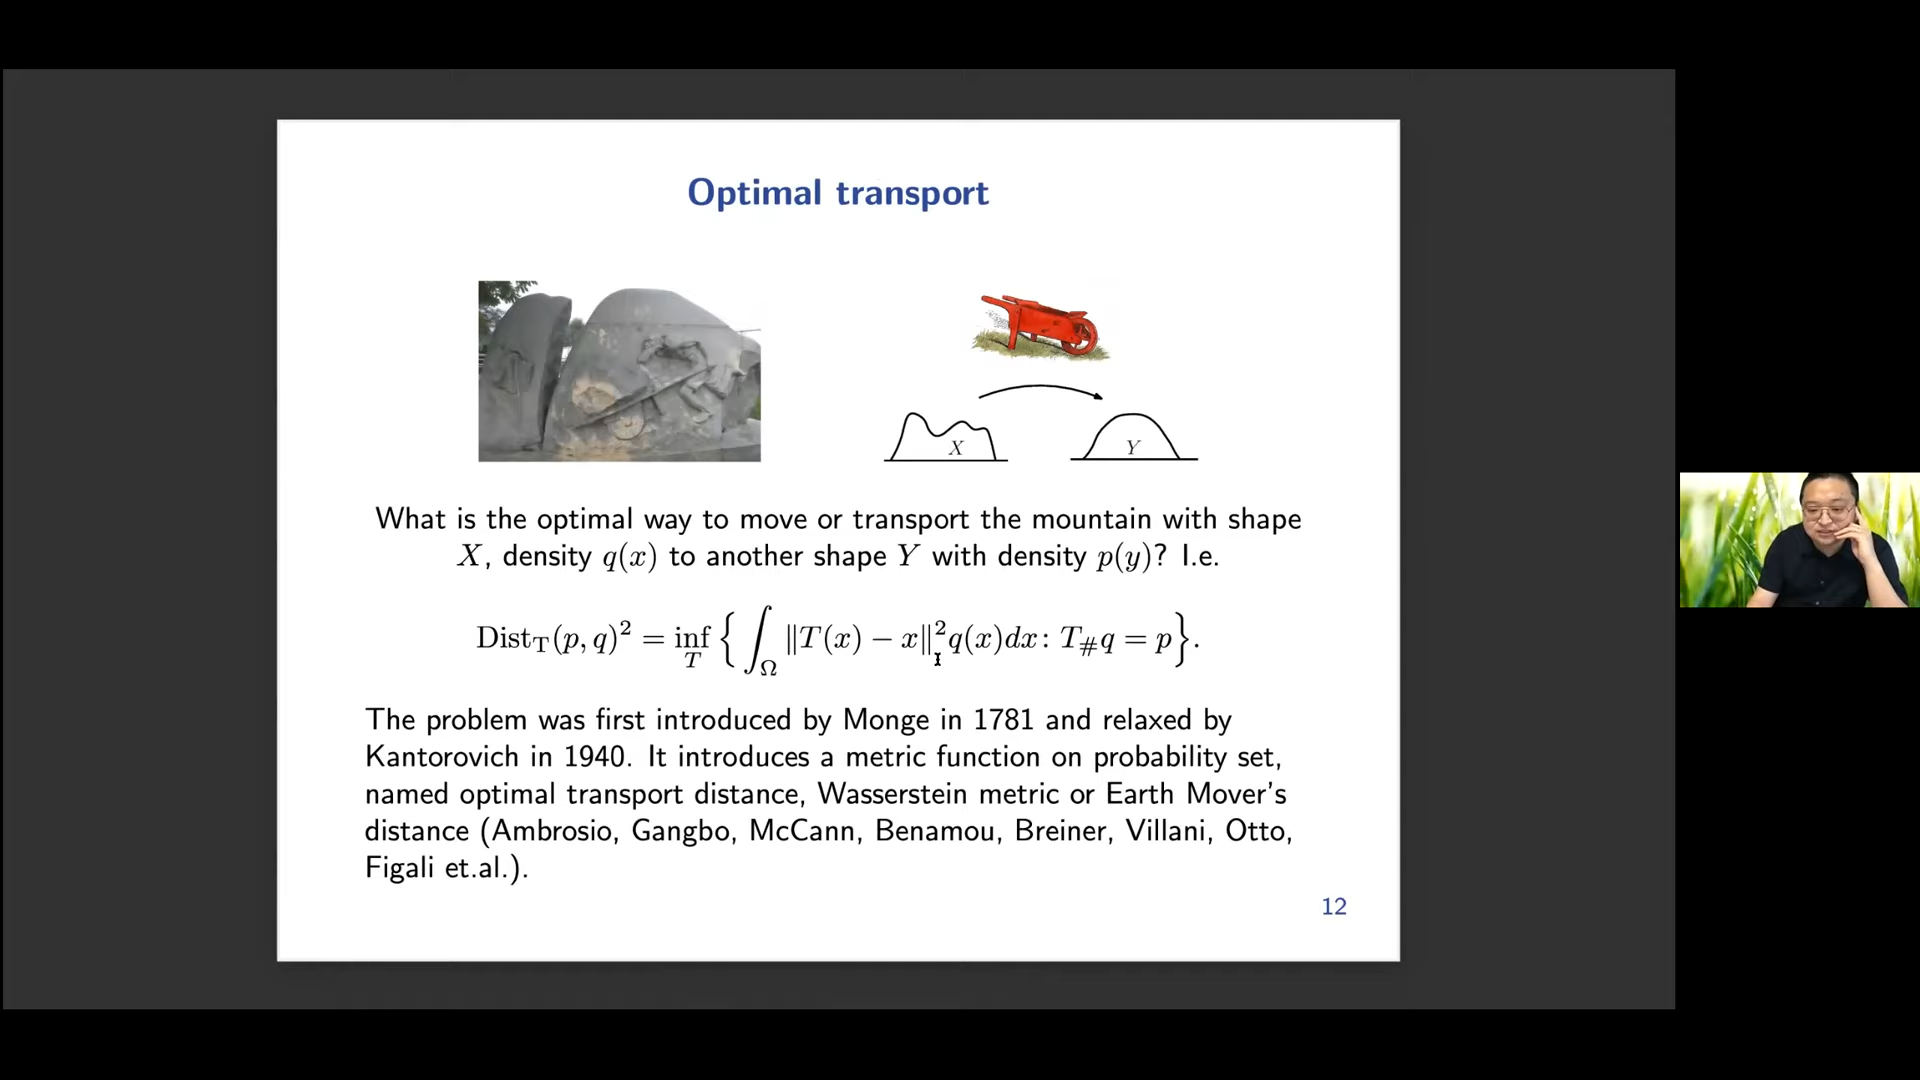 Optimal transport
X
Y
What is the optimal way to move or transport the mountain with shape
X, density q(x) to another shape Y with density p(y)? I.e.
Dist_T(p, q)^2 = inf_T { ∫_Ω ‖T(x) − x‖^2 q(x)dx : T_#q = p }.
The problem was first introduced by Monge in 1781 and relaxed by
Kantorovich in 1940. It introduces a metric function on probability set,
named optimal transport distance, Wasserstein metric or Earth Mover's
distance (Ambrosio, Gangbo, McCann, Benamou, Breiner, Villani, Otto,
Figali et.al.).
12